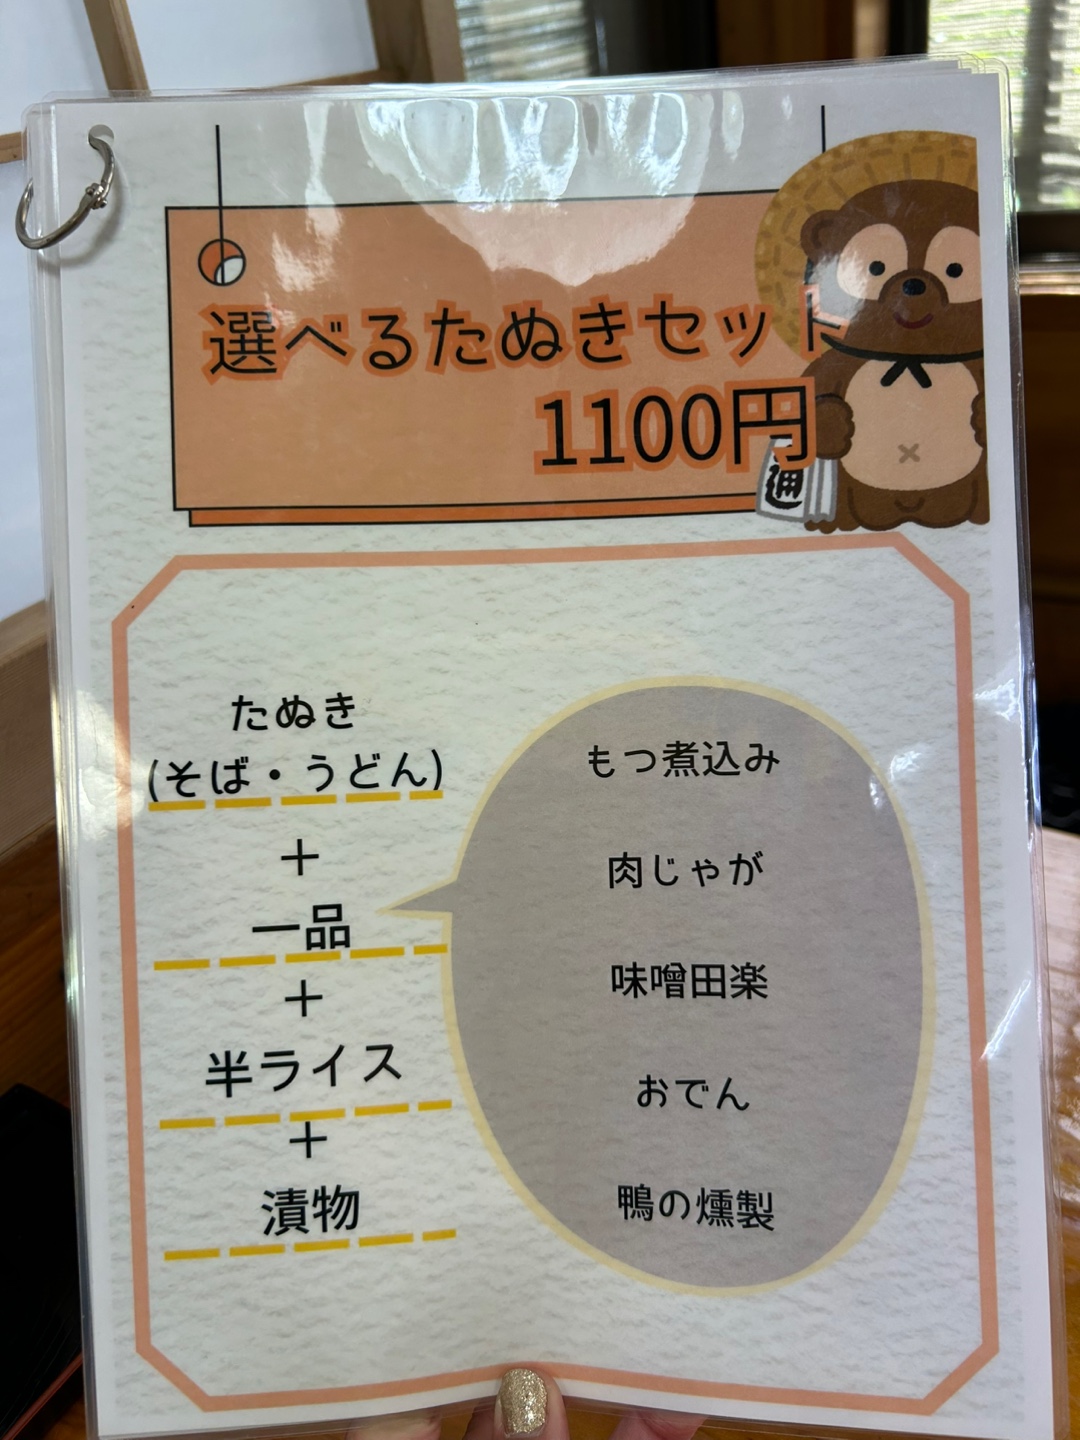 選べるたぬきセット
1100円
通
たぬき
(そば・うどん)
+
一品
+
半ライス
+
漬物
もつ煮込み
肉じゃが
味噌田楽
おでん
鴨の燻製